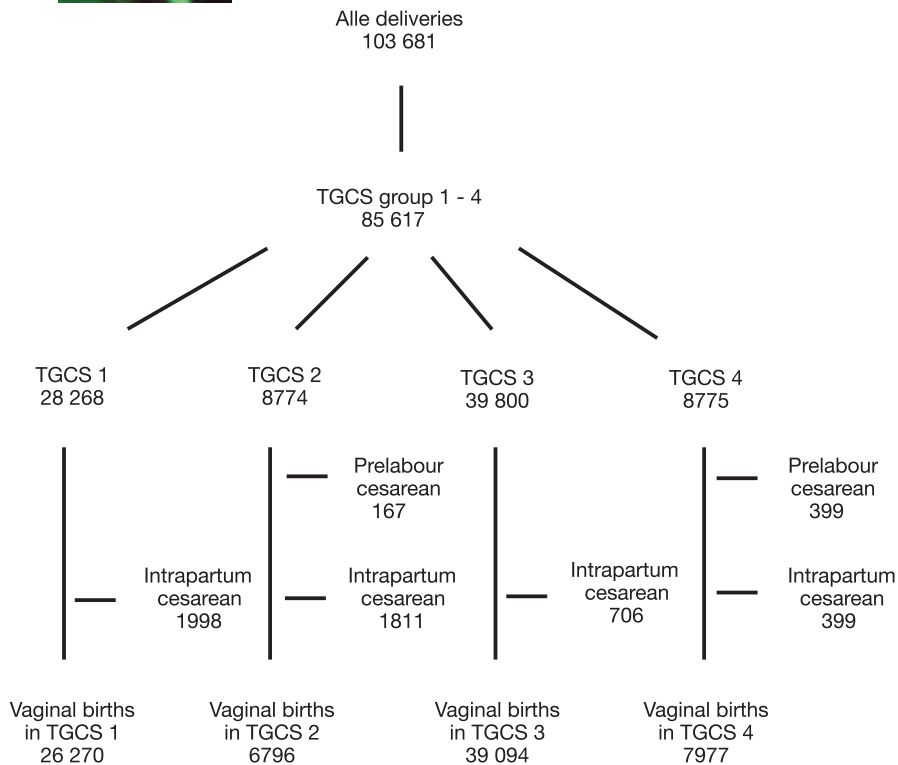 Alle deliveries
103 681
TGCS group 1 - 4
85 617
TGCS 1
28 268
TGCS 2
8774
TGCS 3
39 800
TGCS 4
8775
Prelabour
cesarean
167
Prelabour
cesarean
399
Intrapartum
cesarean
1998
Intrapartum
cesarean
1811
Intrapartum
cesarean
706
Intrapartum
cesarean
399
Vaginal births
in TGCS 1
26 270
Vaginal births
in TGCS 2
6796
Vaginal births
in TGCS 3
39 094
Vaginal births
in TGCS 4
7977